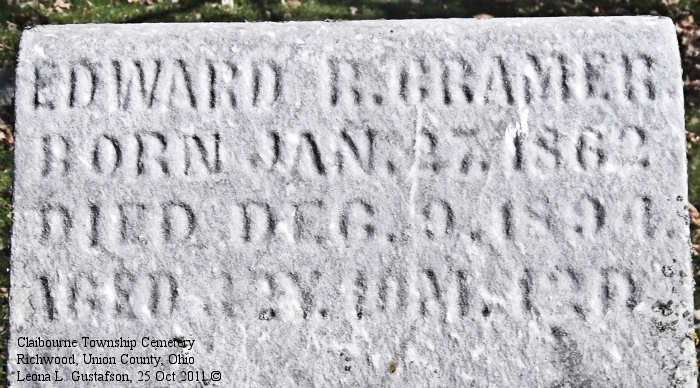 EDWARD R. CRAMER.
BORN JAN. 27, 1862
DIED DEC. 9, 1894.
AGED 32Y. 10M. 12D.
Claibourne Township Cemetery
Richwood, Union County, Ohio
Leona L. Gustafson, 25 Oct 2011 ©